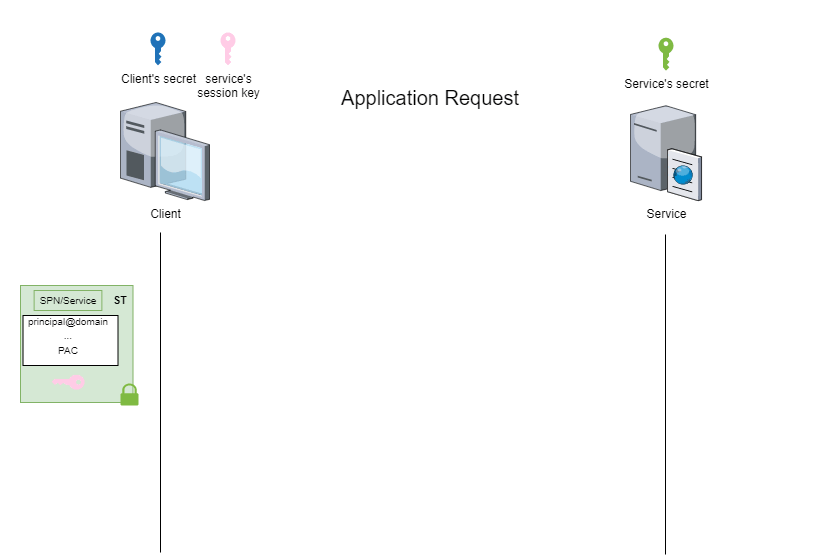 Client's secret
service's
session key
Application Request
Service's secret
Client
Service
SPN/Service
ST
principal@domain
...
PAC